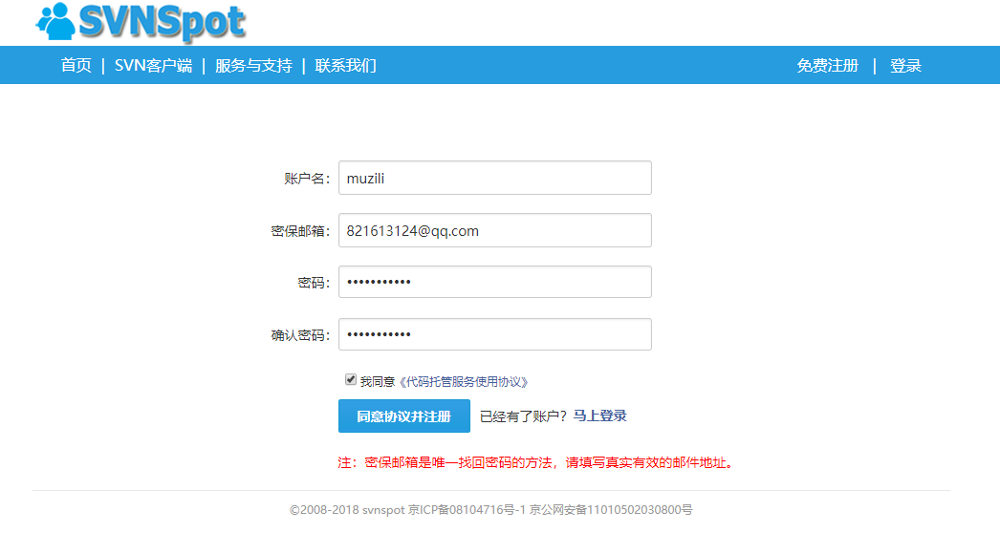 SVNSpot
首页 | SVN客户端 | 服务与支持 | 联系我们 免费注册 | 登录
账户名： muzili
密保邮箱： 821613124@qq.com
密码： •••••••••••
确认密码： •••••••••••
我同意《代码托管服务使用协议》
同意协议并注册 已经有了账户？马上登录
注：密保邮箱是唯一找回密码的方法，请填写真实有效的邮件地址。
©2008-2018 svnspot 京ICP备08104716号-1 京公网安备11010502030800号